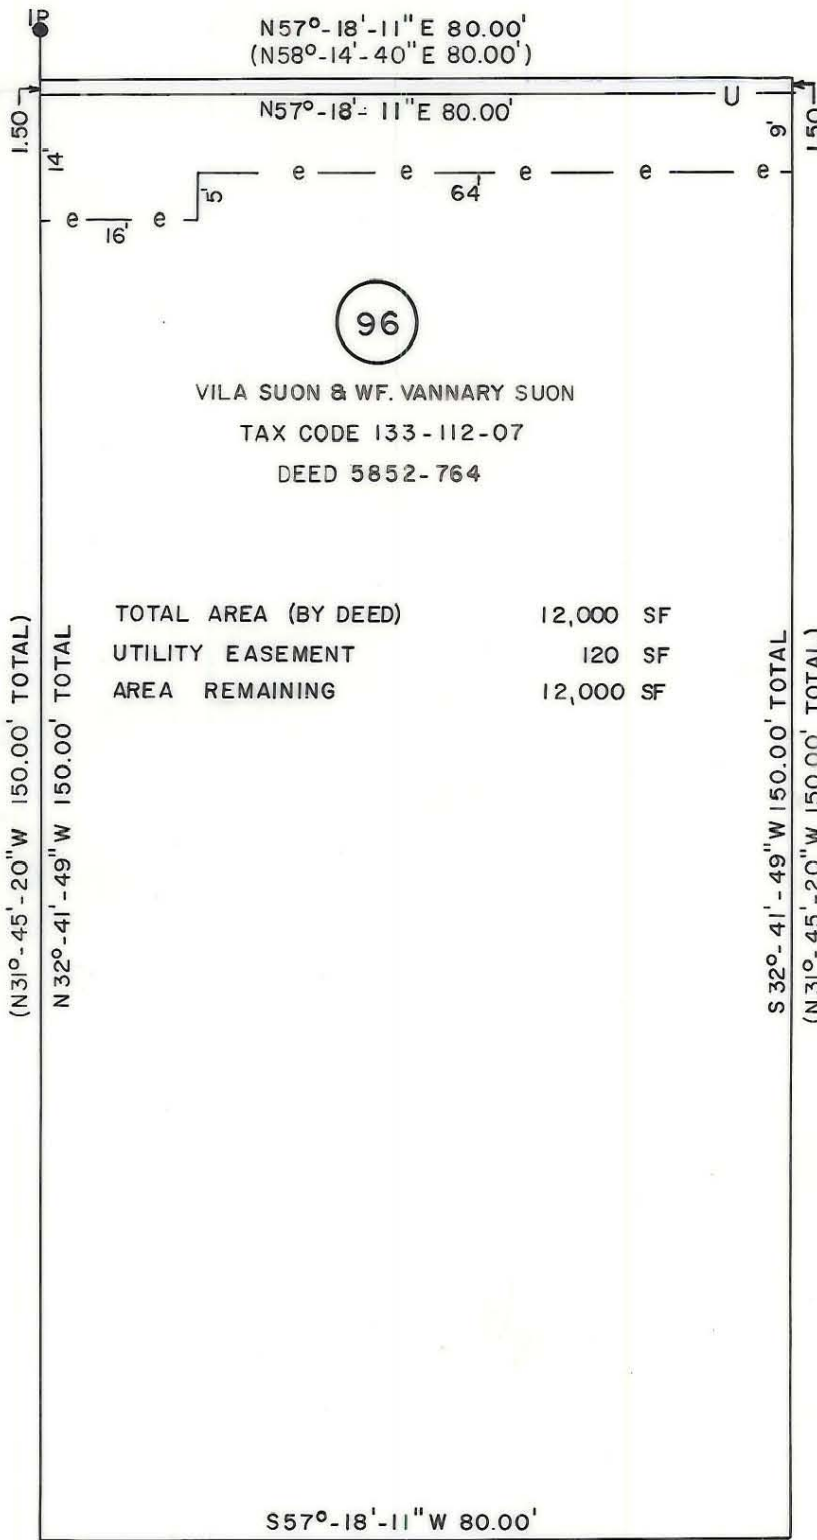 IP
N57°-18'-11"E 80.00'
(N58°-14'-40"E 80.00')
1.50
1.50
N57°-18'-11"E 80.00'
U
14'
9'
e e e e e
5'
64'
e e
16'
96
VILA SUON & WF. VANNARY SUON
TAX CODE 133-112-07
DEED 5852-764
TOTAL AREA (BY DEED) 12,000 SF
UTILITY EASEMENT 120 SF
AREA REMAINING 12,000 SF
(N31°-45'-20"W 150.00' TOTAL)
N32°-41'-49"W 150.00' TOTAL
S32°-41'-49"W 150.00' TOTAL
(N31°-45'-20"W 150.00' TOTAL)
S57°-18'-11"W 80.00'